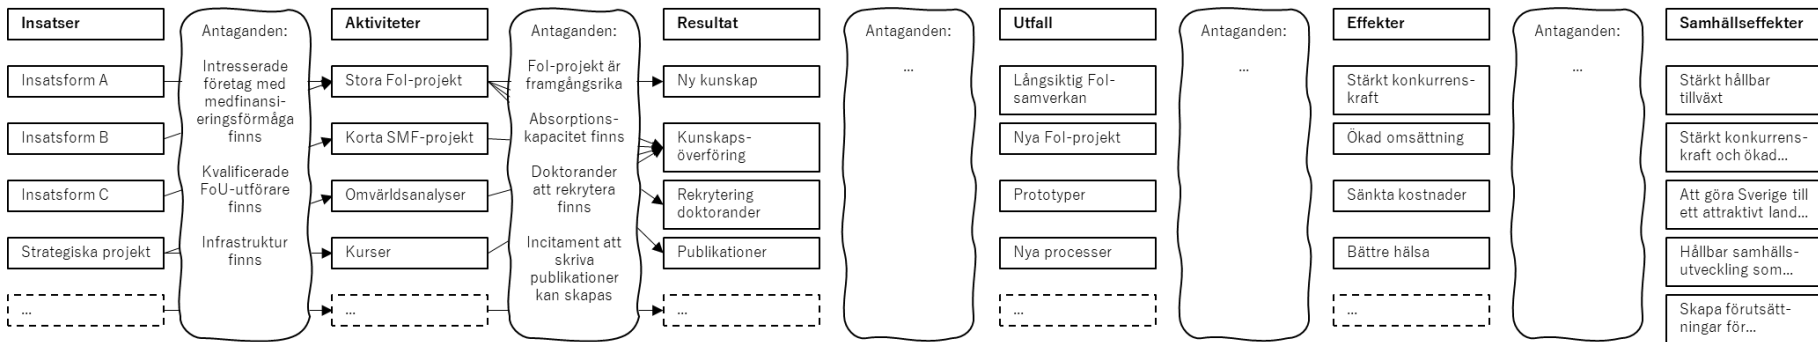 Insatser
Insatsform A
Insatsform B
Insatsform C
Strategiska projekt
...
Antaganden:
Intresserade
företag med
medfinansi-
eringsförmåga
finns
Kvalificerade
FoU-utförare
finns
Infrastruktur
finns
Aktiviteter
Stora FoI-projekt
Korta SMF-projekt
Omvärldsanalyser
Kurser
...
Antaganden:
FoI-projekt är
framgångsrika
Absorptions-
kapacitet finns
Doktorander
att rekrytera
finns
Incitament att
skriva
publikationer
kan skapas
Resultat
Ny kunskap
Kunskaps-
överföring
Rekrytering
doktorander
Publikationer
...
Antaganden:
...
Utfall
Långsiktig FoI-
samverkan
Nya FoI-projekt
Prototyper
Nya processer
...
Antaganden:
...
Effekter
Stärkt konkurrens-
kraft
Ökad omsättning
Sänkta kostnader
Bättre hälsa
...
Antaganden:
...
Samhällseffekter
Stärkt hållbar
tillväxt
Stärkt konkurrens-
kraft och ökad...
Att göra Sverige till
ett attraktivt land...
Hållbar samhälls-
utveckling som...
Skapa förutsätt-
ningar för...